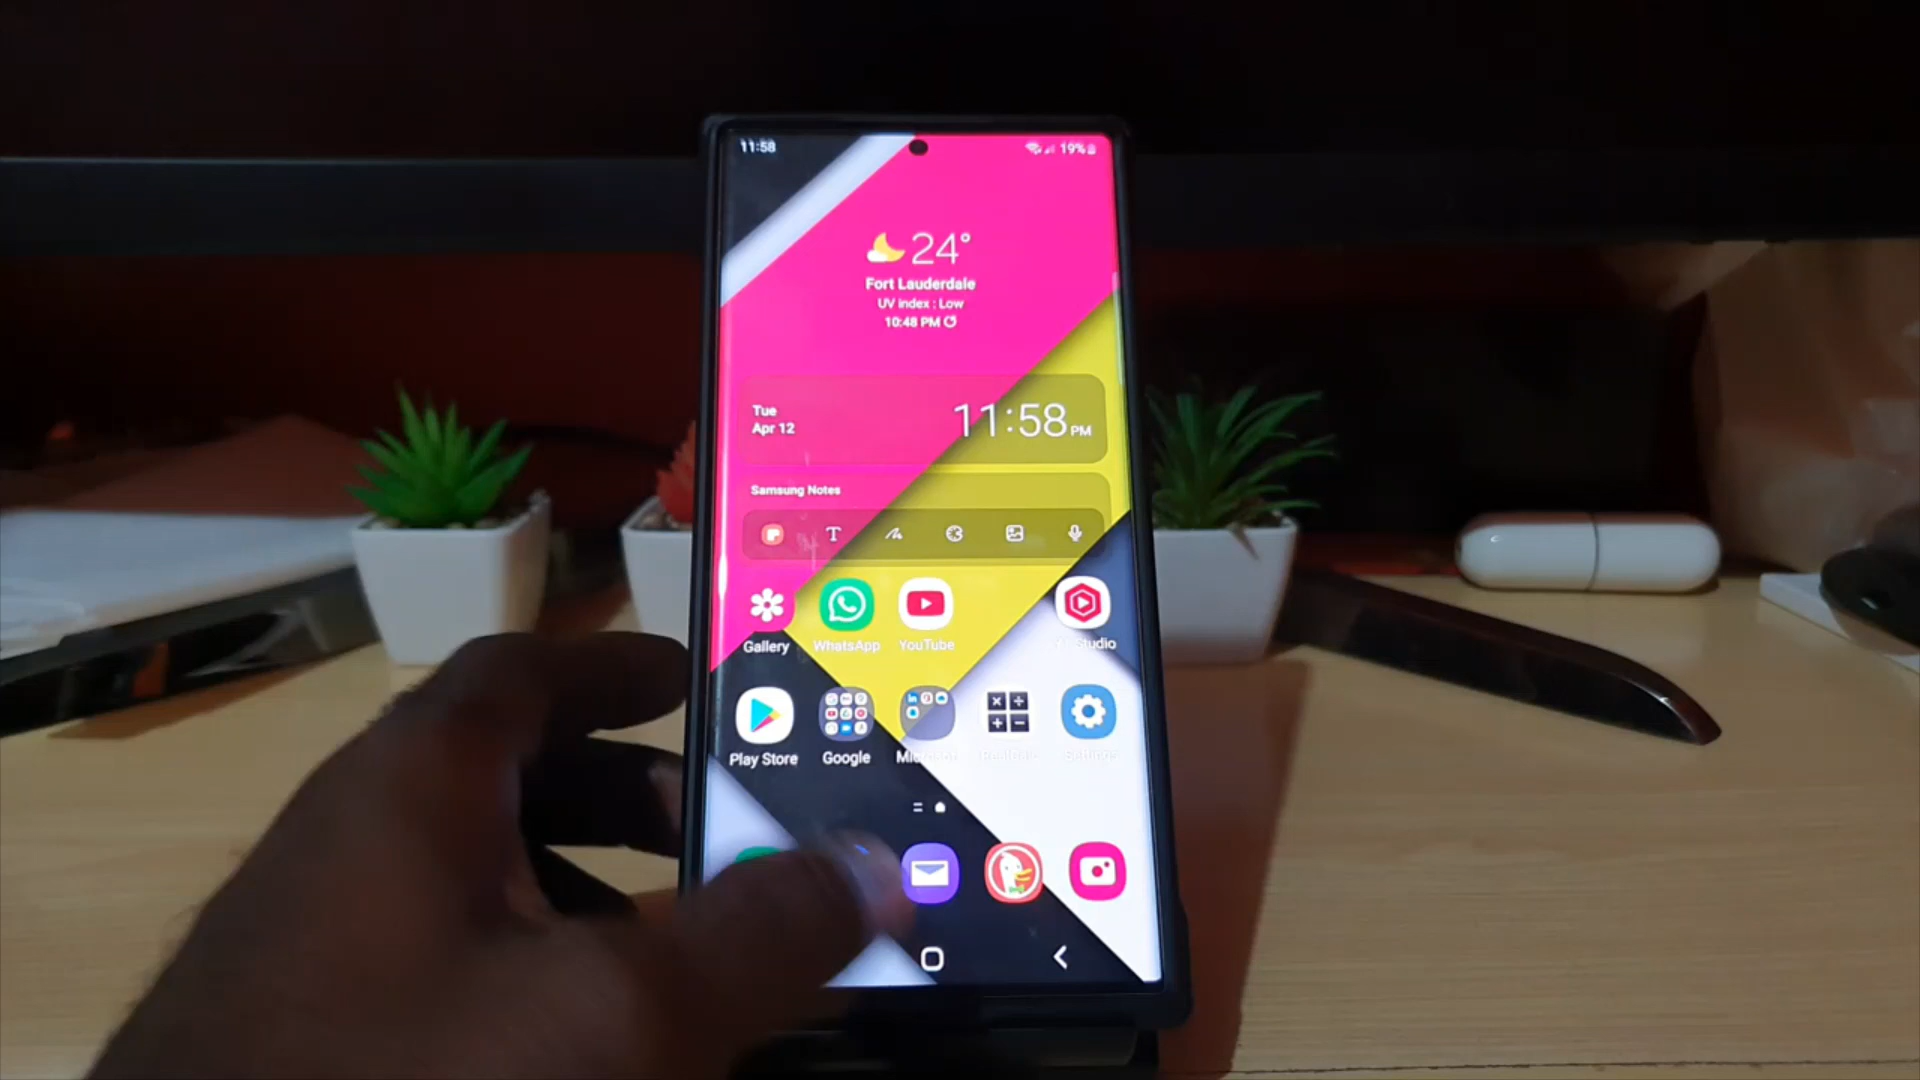 11:58
19%
24°
Fort Lauderdale
UV index : Low
10:48 PM
Tue
Apr 12
11:58 PM
Samsung Notes
Gallery
WhatsApp
YouTube
Studio
Play Store
Google
Settings